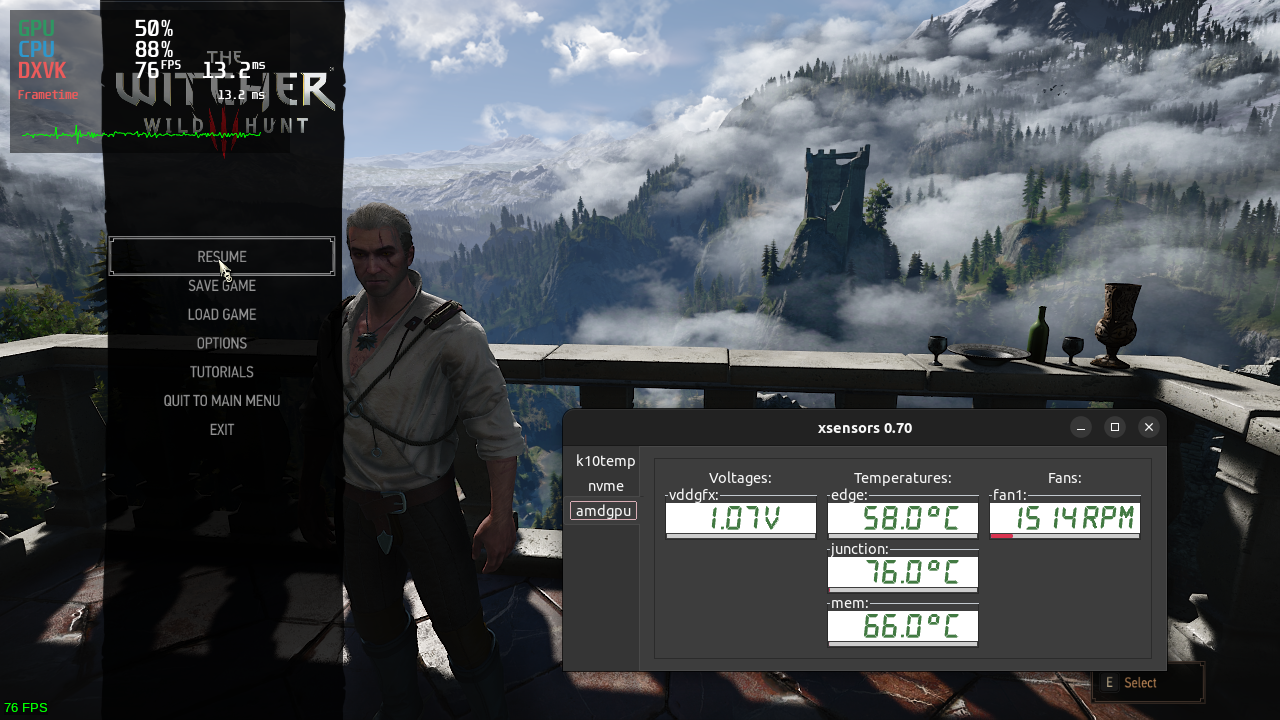 GPU 50%
CPU 88%
DXVK 76 FPS 13.2 ms
Frametime 13.2 ms
THE
WITCHER
WILD HUNT
RESUME
SAVE GAME
LOAD GAME
OPTIONS
TUTORIALS
QUIT TO MAIN MENU
EXIT
xsensors 0.70
k10temp
nvme
amdgpu
Voltages: Temperatures: Fans:
vddgfx: edge: fan1:
1.07V 58.0°C 1514RPM
junction:
76.0°C
mem:
66.0°C
E Select
76 FPS